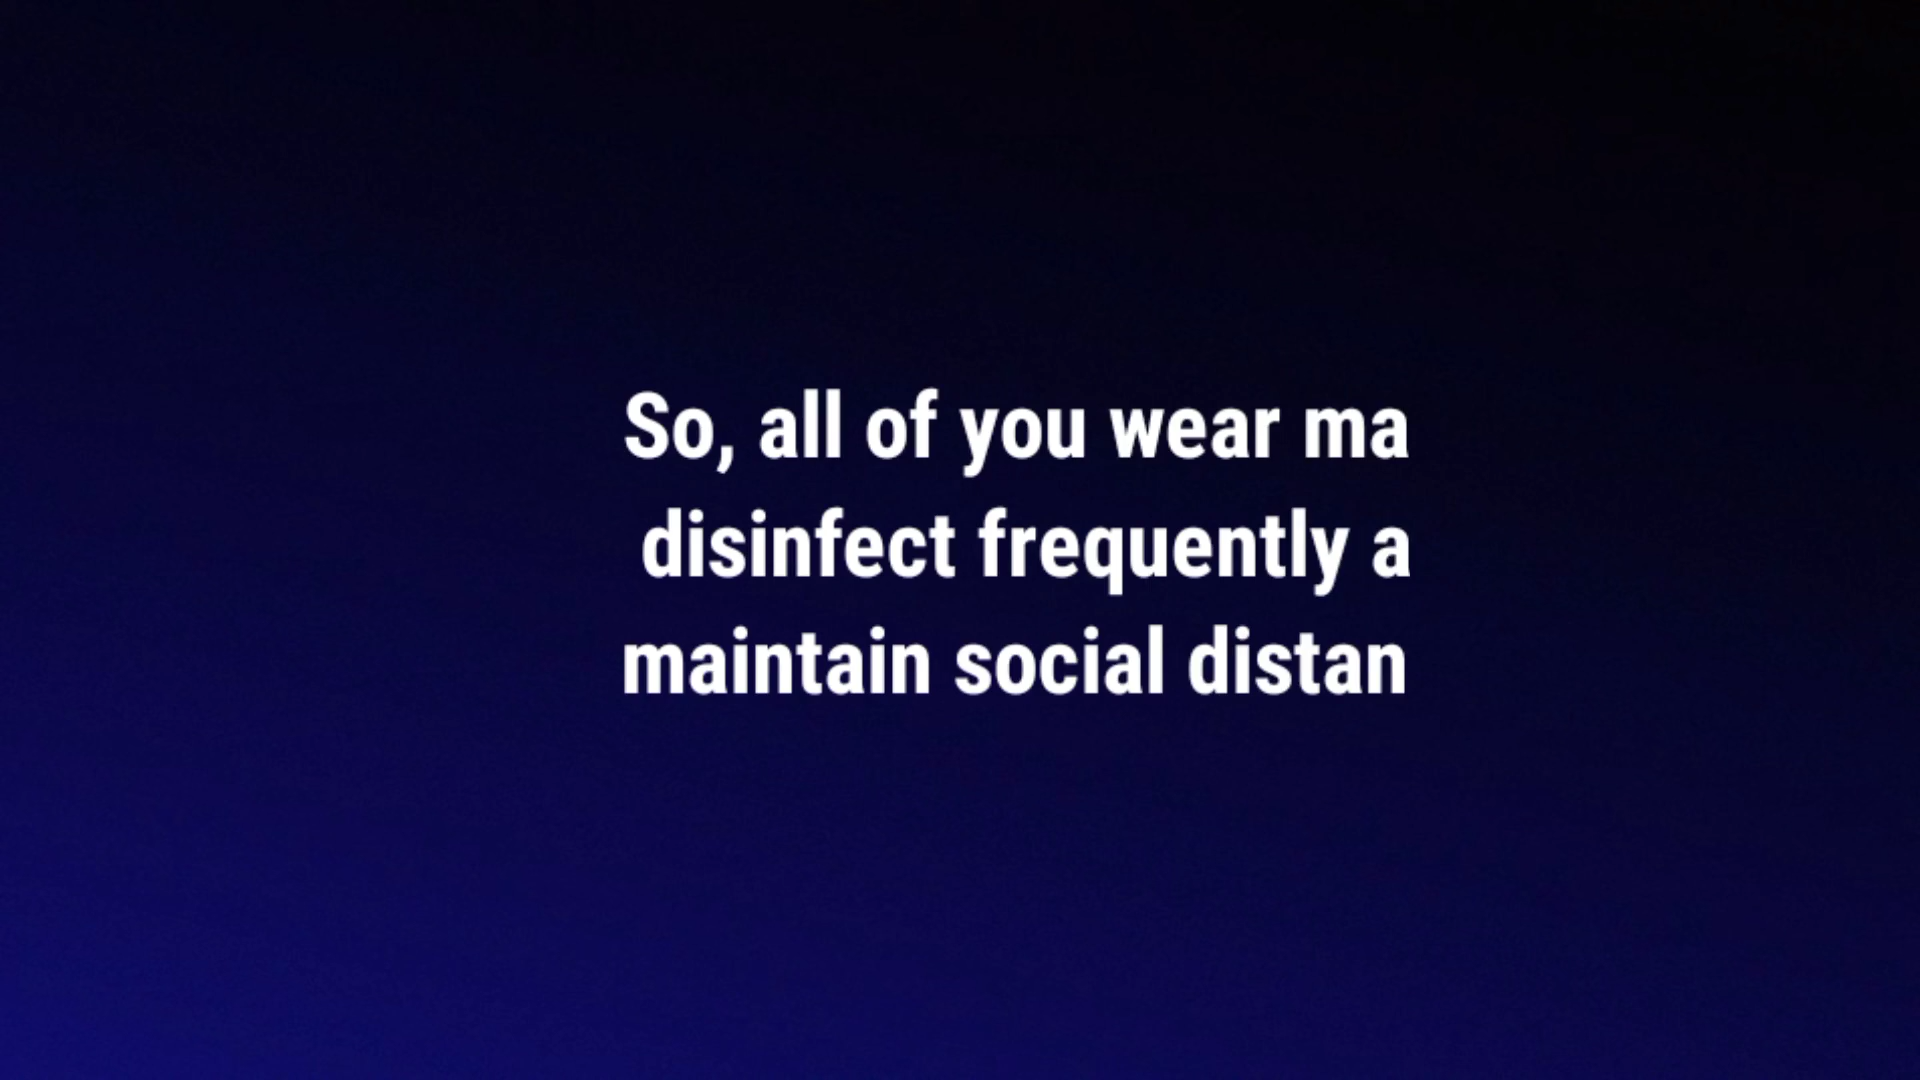 So, all of you wear ma
disinfect frequently a
maintain social distan